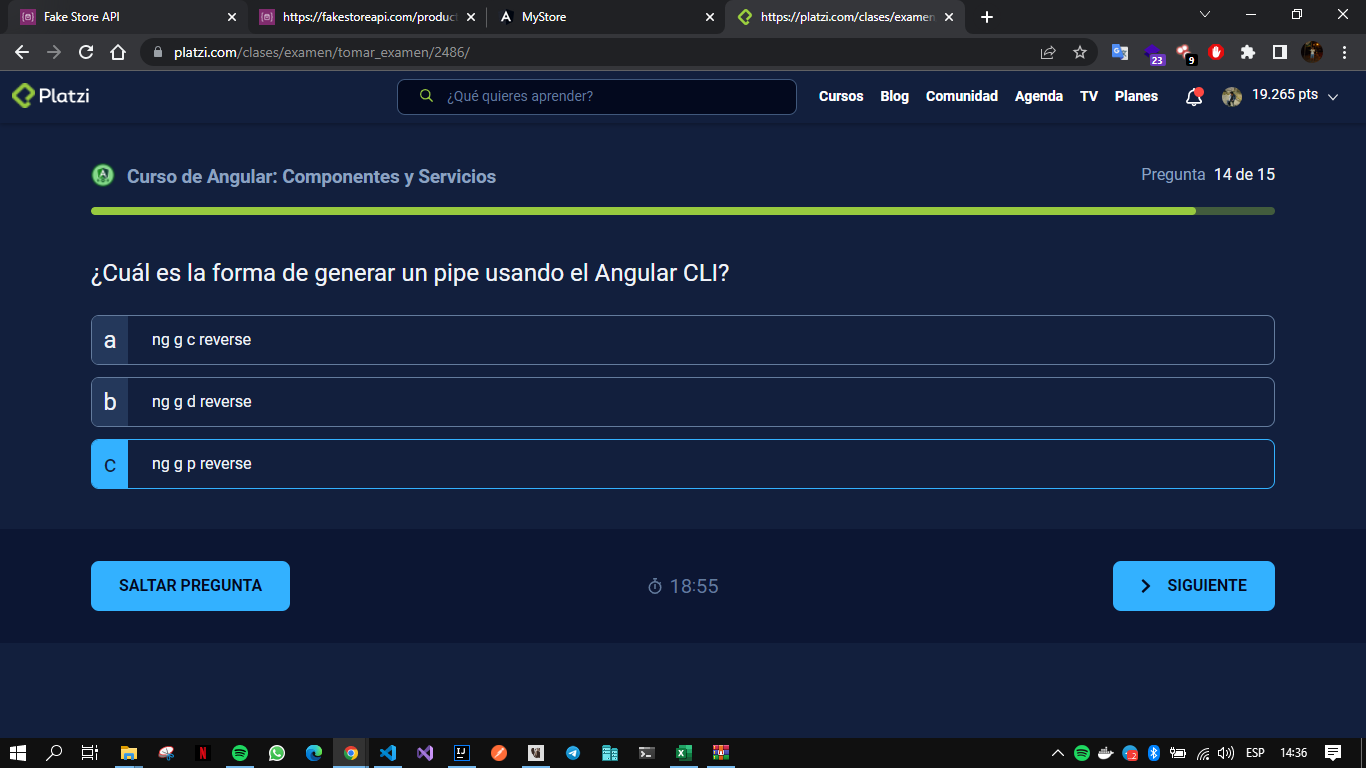 Fake Store API
https://fakestoreapi.com/product
MyStore
https://platzi.com/clases/examen
platzi.com/clases/examen/tomar_examen/2486/
23
9
Platzi
¿Qué quieres aprender?
Cursos
Blog
Comunidad
Agenda
TV
Planes
19.265 pts
Curso de Angular: Componentes y Servicios
Pregunta 14 de 15
¿Cuál es la forma de generar un pipe usando el Angular CLI?
a
ng g c reverse
b
ng g d reverse
c
ng g p reverse
SALTAR PREGUNTA
18:55
SIGUIENTE
ESP
14:36